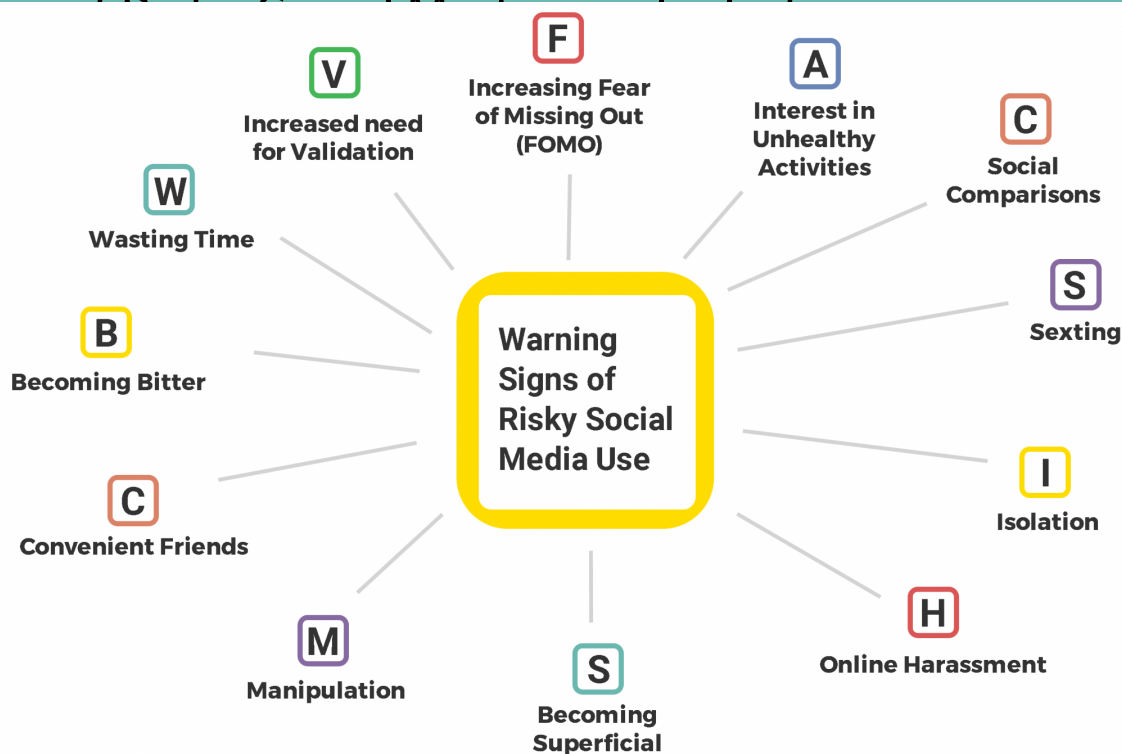 F
Increasing Fear
of Missing Out
(FOMO)
A
Interest in
Unhealthy
Activities
C
Social
Comparisons
S
Sexting
I
Isolation
H
Online Harassment
S
Becoming
Superficial
M
Manipulation
C
Convenient Friends
B
Becoming Bitter
W
Wasting Time
V
Increased need
for Validation
Warning
Signs of
Risky Social
Media Use